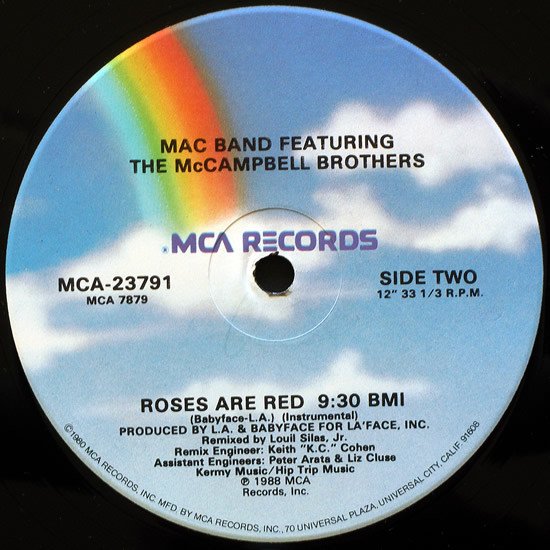 MAC BAND FEATURING
THE McCAMPBELL BROTHERS
MCA RECORDS
MCA-23791
MCA 7879
SIDE TWO
12" 33 1/3 R.P.M.
ROSES ARE RED 9:30 BMI
(Babyface-L.A.) (Instrumental)
PRODUCED BY L.A. & BABYFACE FOR LA'FACE, INC.
Remixed by Louil Silas, Jr.
Remix Engineer: Keith "K.C." Cohen
Assistant Engineers: Peter Arata & Liz Cluse
Kermy Music/Hip Trip Music
℗ 1988 MCA
Records, Inc.
©1980 MCA RECORDS, INC. MFD. BY MCA RECORDS, INC., 70 UNIVERSAL PLAZA, UNIVERSAL CITY, CALIF. 91608